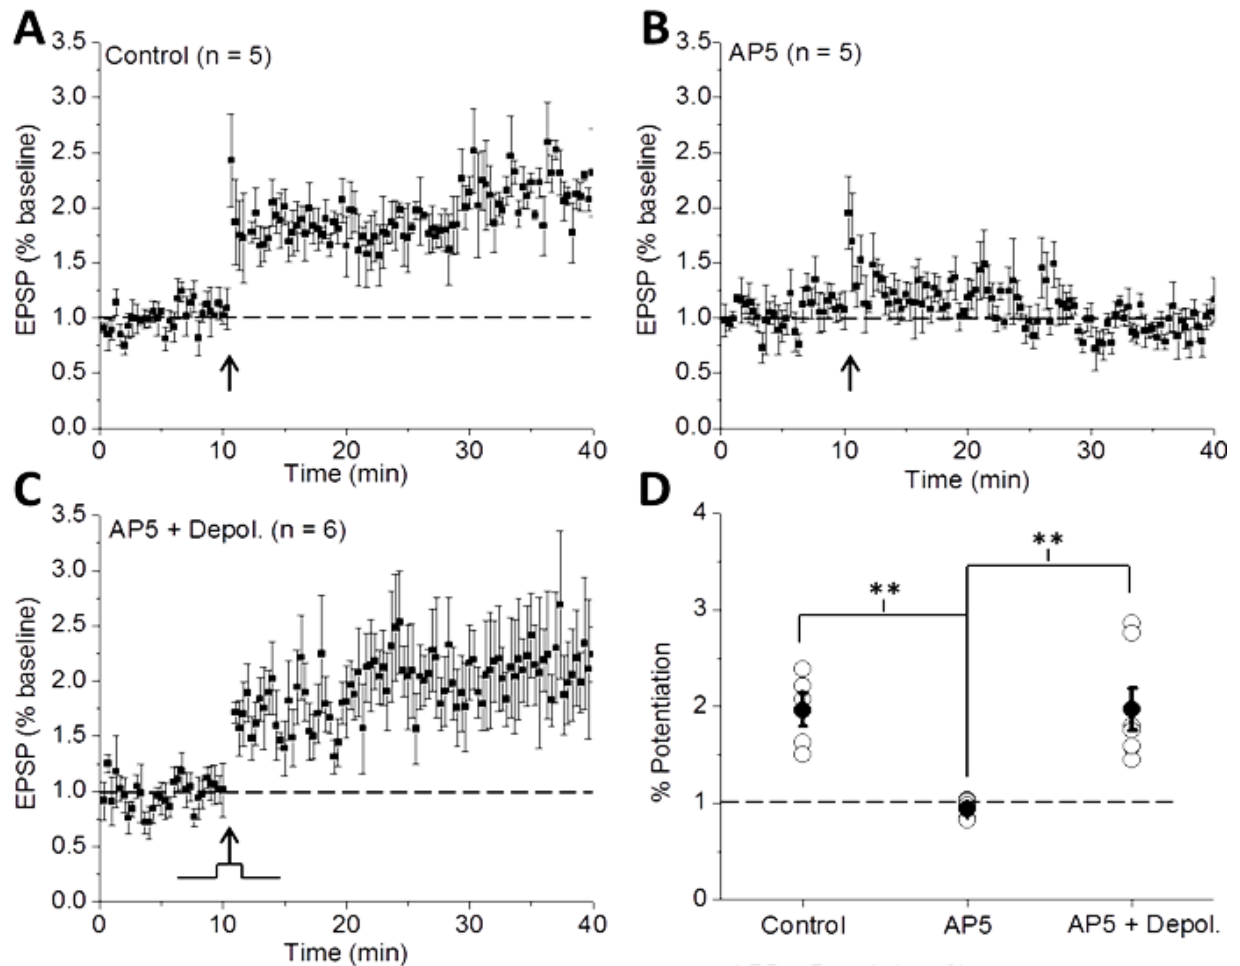 A
Control (n = 5)
EPSP (% baseline)
3.5
3.0
2.5
2.0
1.5
1.0
0.5
0.0
0
10
20
30
40
Time (min)
B
AP5 (n = 5)
EPSP (% baseline)
3.5
3.0
2.5
2.0
1.5
1.0
0.5
0.0
0
10
20
30
40
Time (min)
C
AP5 + Depol. (n = 6)
EPSP (% baseline)
3.5
3.0
2.5
2.0
1.5
1.0
0.5
0.0
0
10
20
30
40
Time (min)
D
% Potentiation
4
3
2
1
0
**
**
Control
AP5
AP5 + Depol.